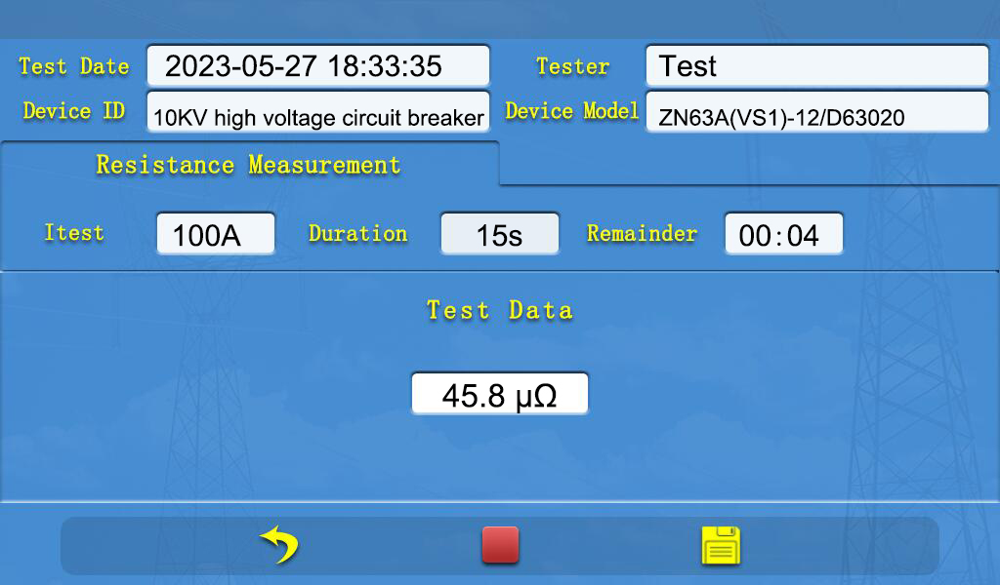 Test Date 2023-05-27 18:33:35 Tester Test
Device ID 10KV high voltage circuit breaker Device Model ZN63A(VS1)-12/D63020
Resistance Measurement
Itest 100A Duration 15s Remainder 00:04
Test Data
45.8 μΩ